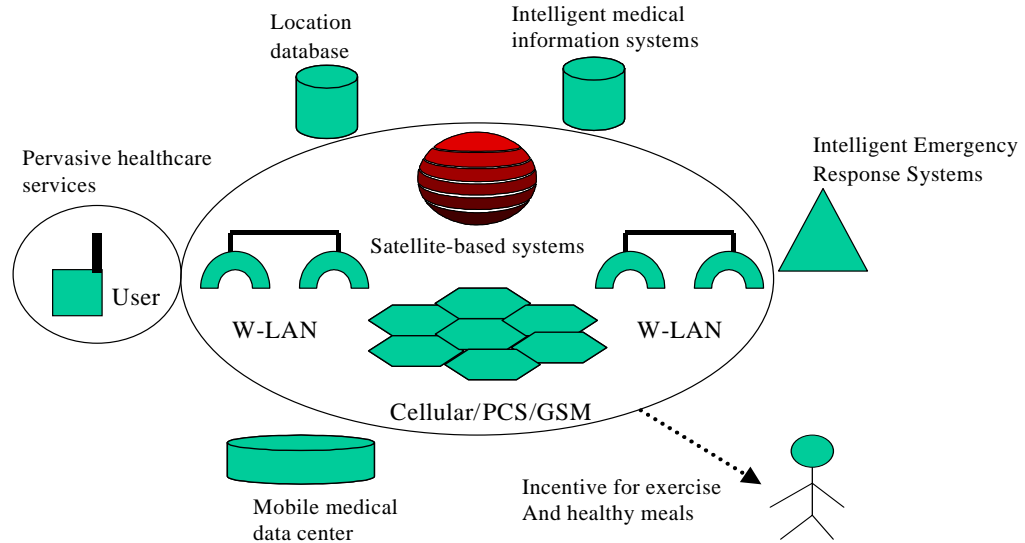 Location
database
Intelligent medical
information systems
Pervasive healthcare
services
Intelligent Emergency
Response Systems
Satellite-based systems
User
W-LAN
W-LAN
Cellular/PCS/GSM
Mobile medical
data center
Incentive for exercise
And healthy meals